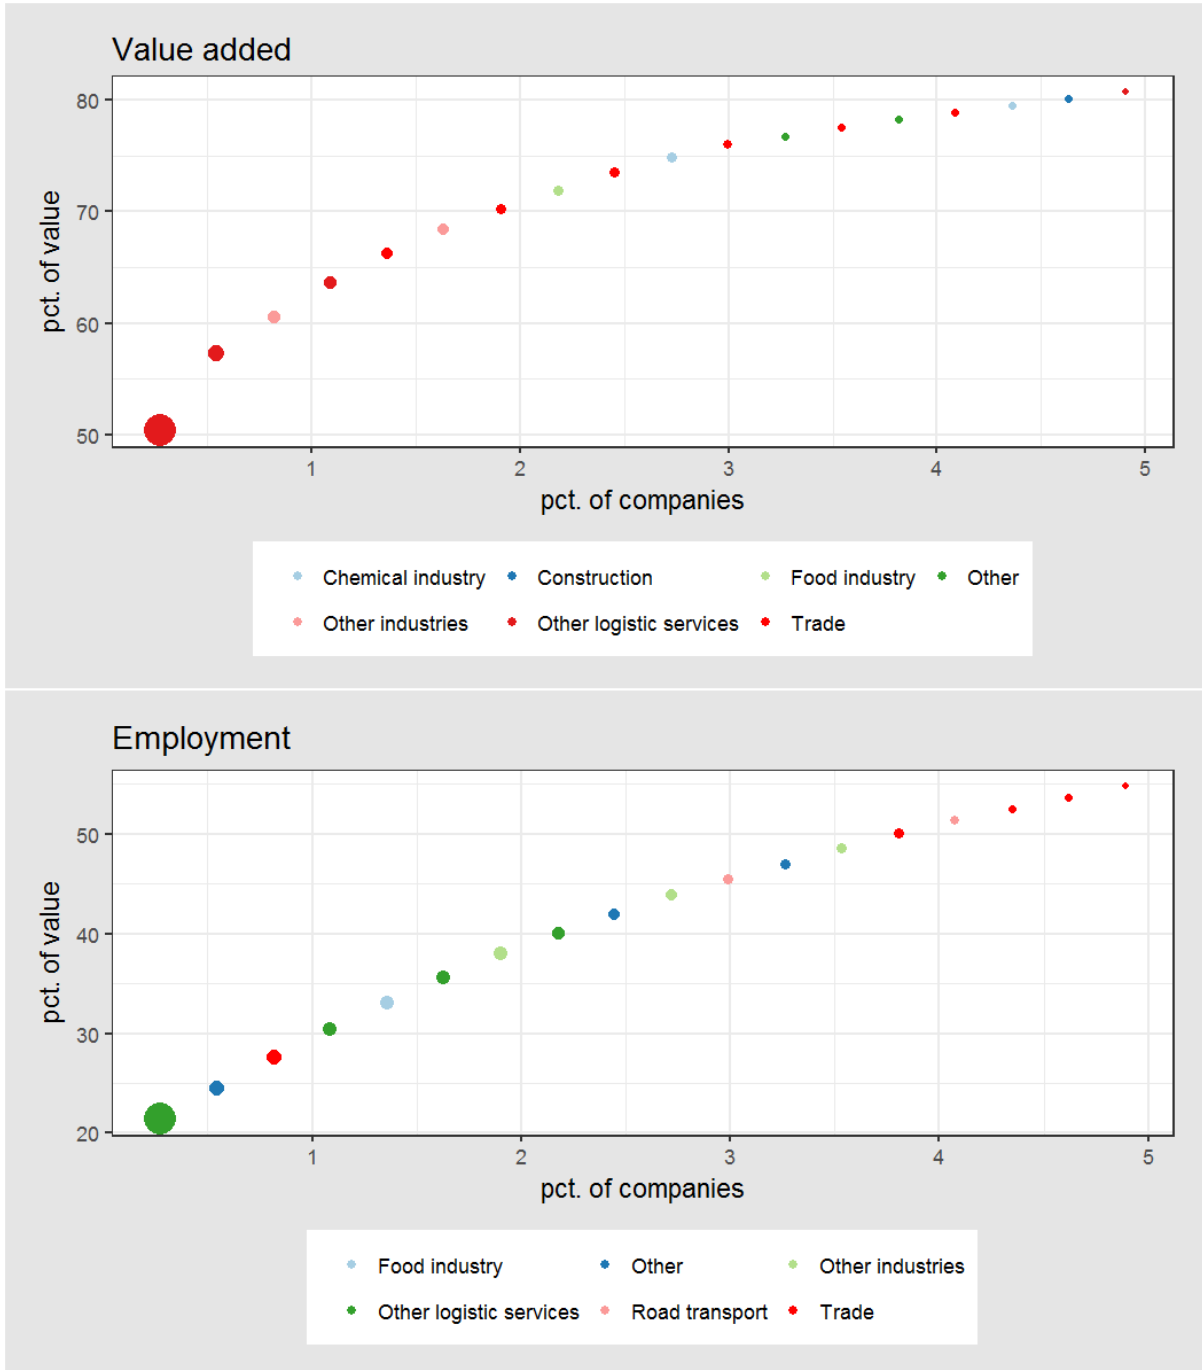 Value added
80
70
60
50
pct. of value
1 2 3 4 5
pct. of companies
Chemical industry Construction Food industry Other
Other industries Other logistic services Trade
Employment
50
40
30
20
pct. of value
1 2 3 4 5
pct. of companies
Food industry Other Other industries
Other logistic services Road transport Trade